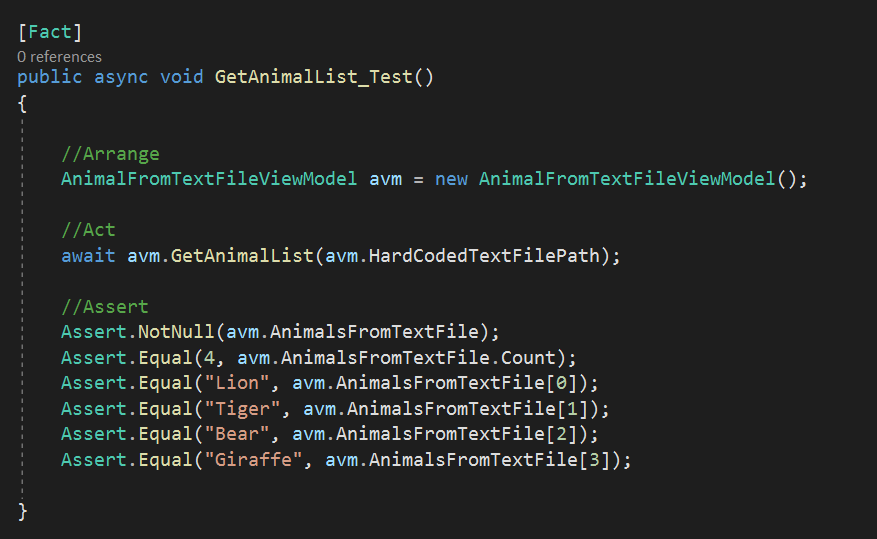 [Fact]
0 references
public async void GetAnimalList_Test()
{
//Arrange
AnimalFromTextFileViewModel avm = new AnimalFromTextFileViewModel();
//Act
await avm.GetAnimalList(avm.HardCodedTextFilePath);
//Assert
Assert.NotNull(avm.AnimalsFromTextFile);
Assert.Equal(4, avm.AnimalsFromTextFile.Count);
Assert.Equal("Lion", avm.AnimalsFromTextFile[0]);
Assert.Equal("Tiger", avm.AnimalsFromTextFile[1]);
Assert.Equal("Bear", avm.AnimalsFromTextFile[2]);
Assert.Equal("Giraffe", avm.AnimalsFromTextFile[3]);
}